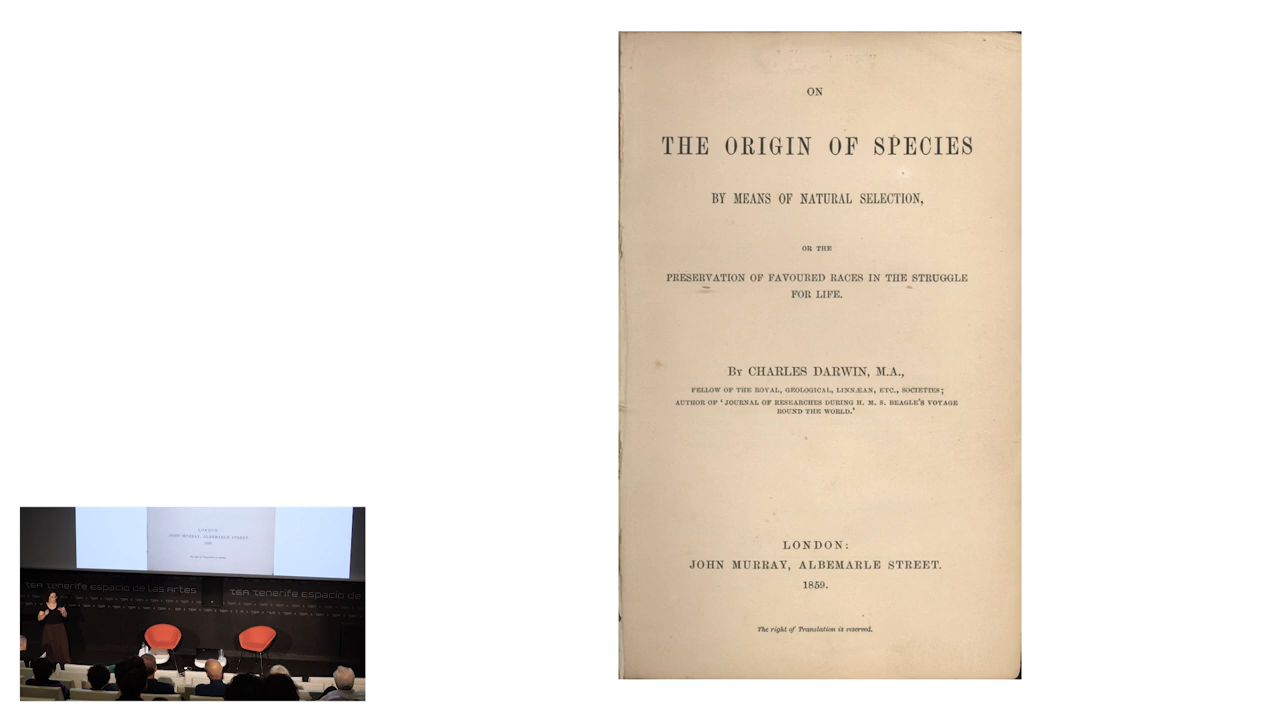 ON
THE ORIGIN OF SPECIES
BY MEANS OF NATURAL SELECTION,
OR THE
PRESERVATION OF FAVOURED RACES IN THE STRUGGLE
FOR LIFE.
BY CHARLES DARWIN, M.A.,
FELLOW OF THE ROYAL, GEOLOGICAL, LINNÆAN, ETC., SOCIETIES;
AUTHOR OF 'JOURNAL OF RESEARCHES DURING H. M. S. BEAGLE'S VOYAGE
ROUND THE WORLD.'
LONDON:
JOHN MURRAY, ALBEMARLE STREET.
1859.
The right of Translation is reserved.
LONDON:
JOHN MURRAY, ALBEMARLE STREET.
TEA Tenerife Espacio de las Artes
TEA Tenerife Espacio de